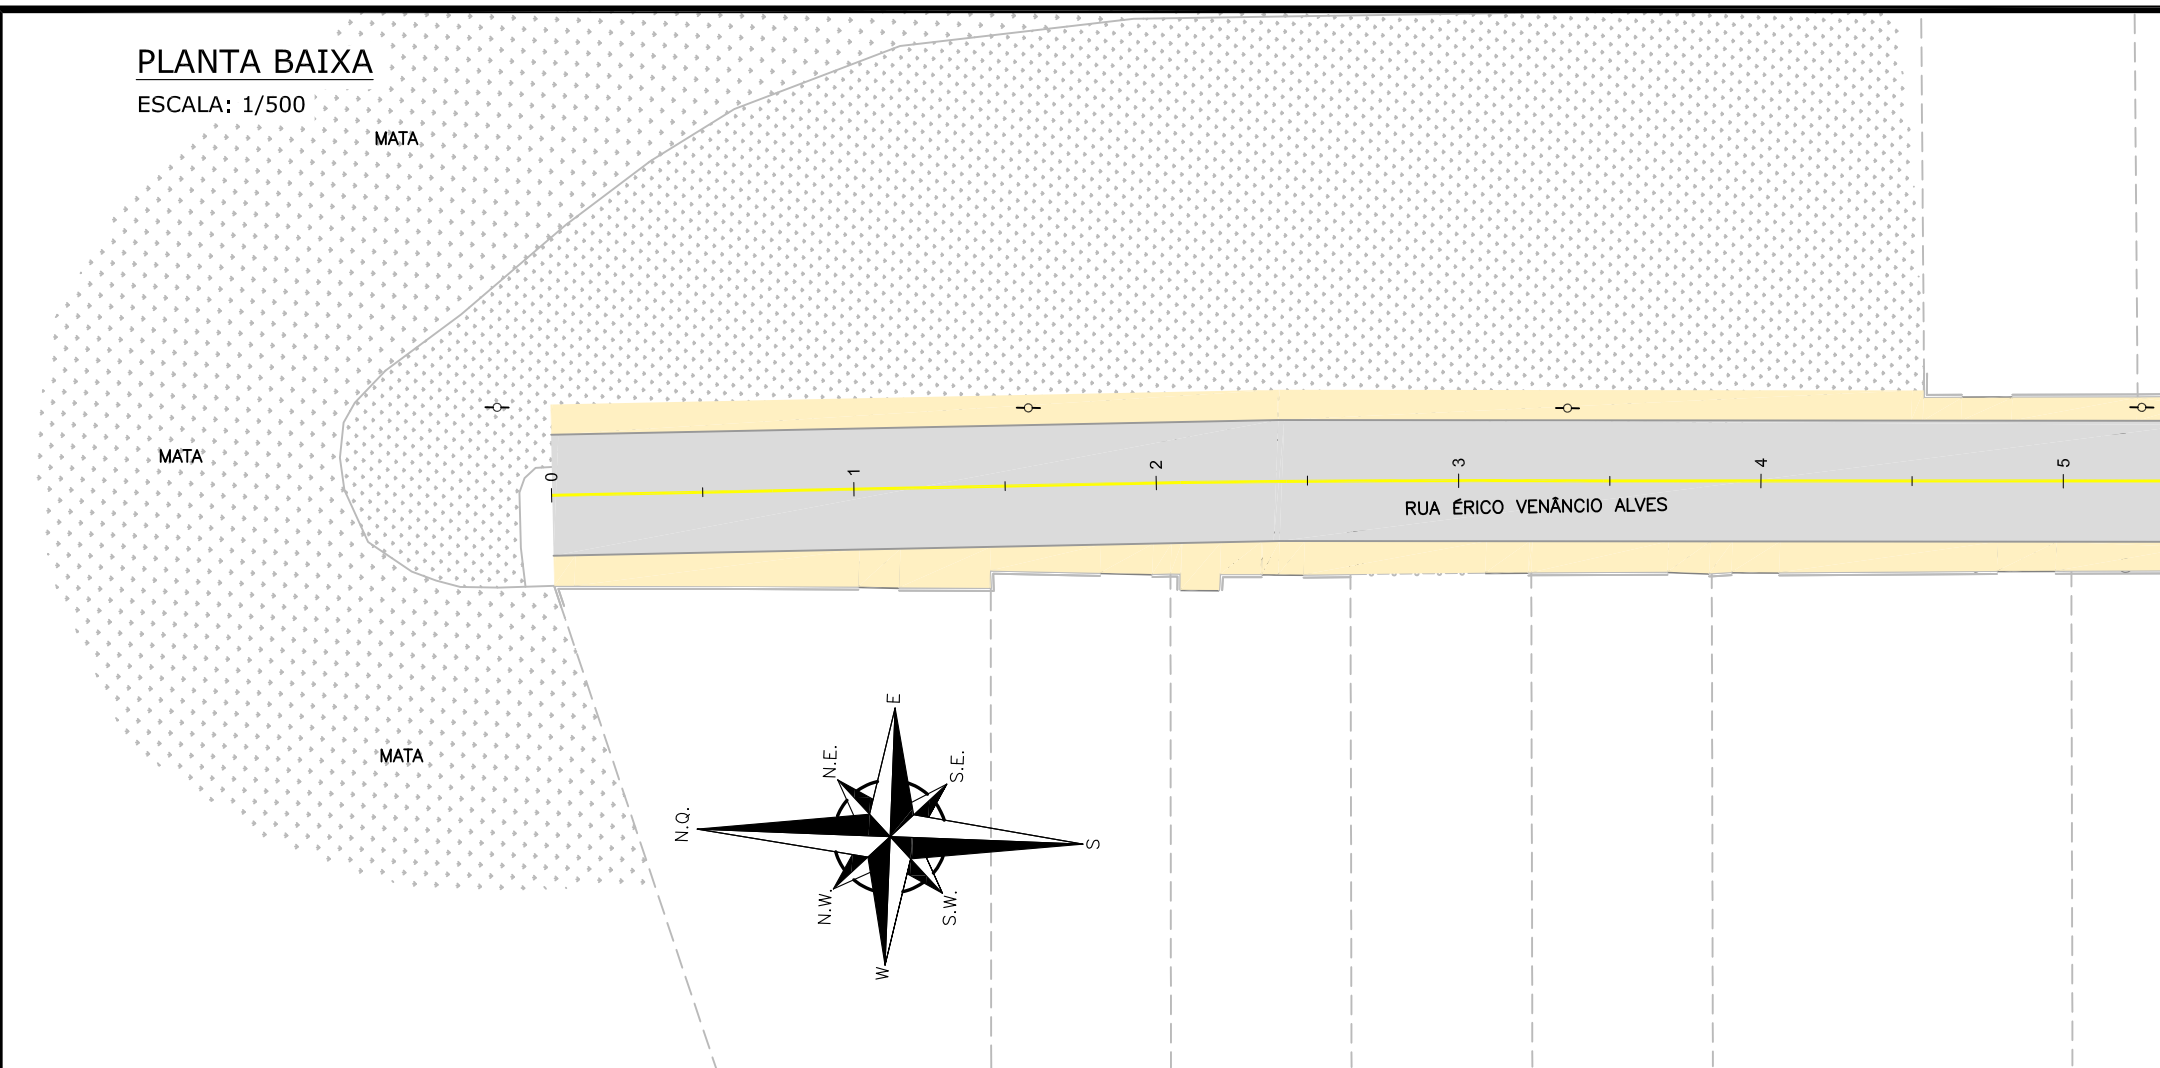 PLANTA BAIXA
ESCALA: 1/500
MATA
MATA
0
1
2
3
4
5
RUA ÉRICO VENÂNCIO ALVES
MATA
E
N.E.
S.E.
N.Q.
S
N.W.
S.W.
W